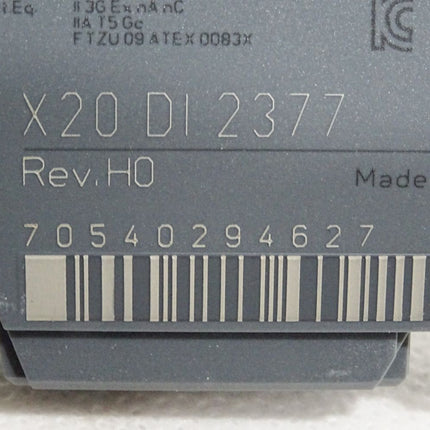 II 3G Ex nA nC
IIA T5 Gc
FTZU 09 ATEX 0083X
X20 DI 2377
Rev. H0
Made
70540294627